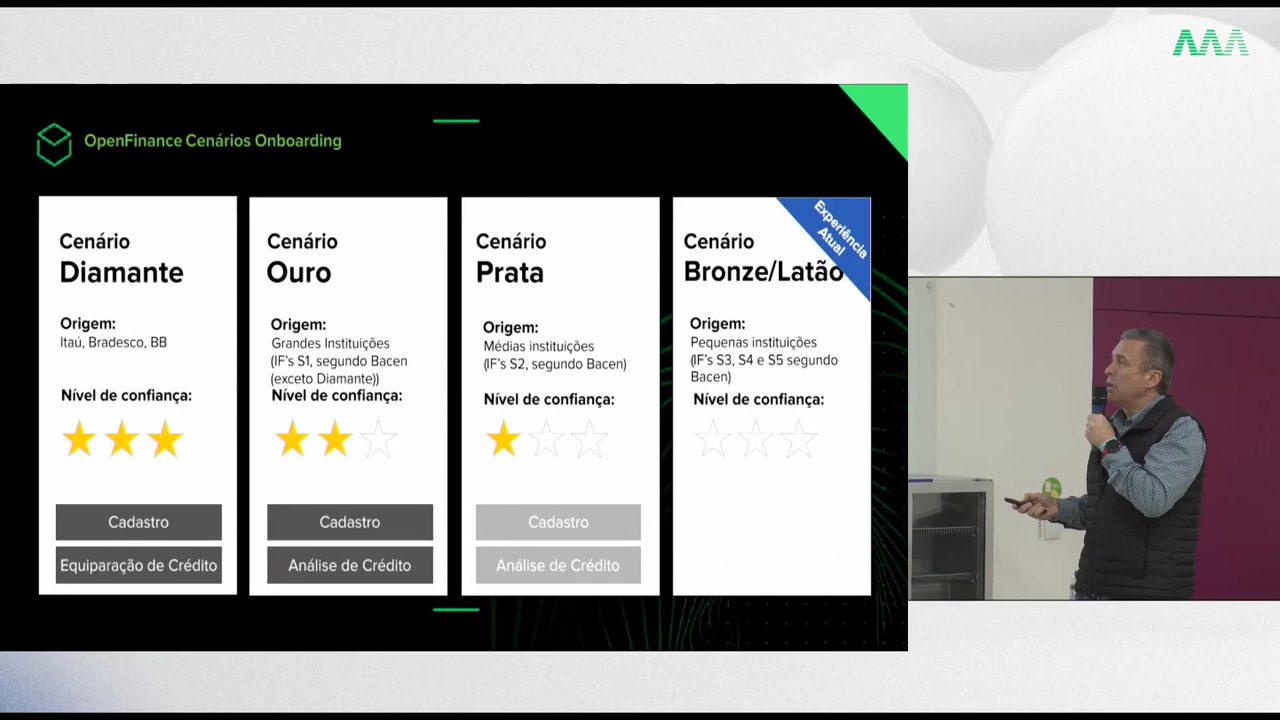 OpenFinance Cenários Onboarding
Cenário
Diamante
Origem:
Itaú, Bradesco, BB
Nível de confiança:
Cadastro
Equiparação de Crédito
Cenário
Ouro
Origem:
Grandes Instituições
(IF's S1, segundo Bacen
(exceto Diamante))
Nível de confiança:
Cadastro
Análise de Crédito
Cenário
Prata
Origem:
Médias instituições
(IF's S2, segundo Bacen)
Nível de confiança:
Cadastro
Análise de Crédito
Experiência
Atual
Cenário
Bronze/Latão
Origem:
Pequenas instituições
(IF's S3, S4 e S5 segundo
Bacen)
Nível de confiança: